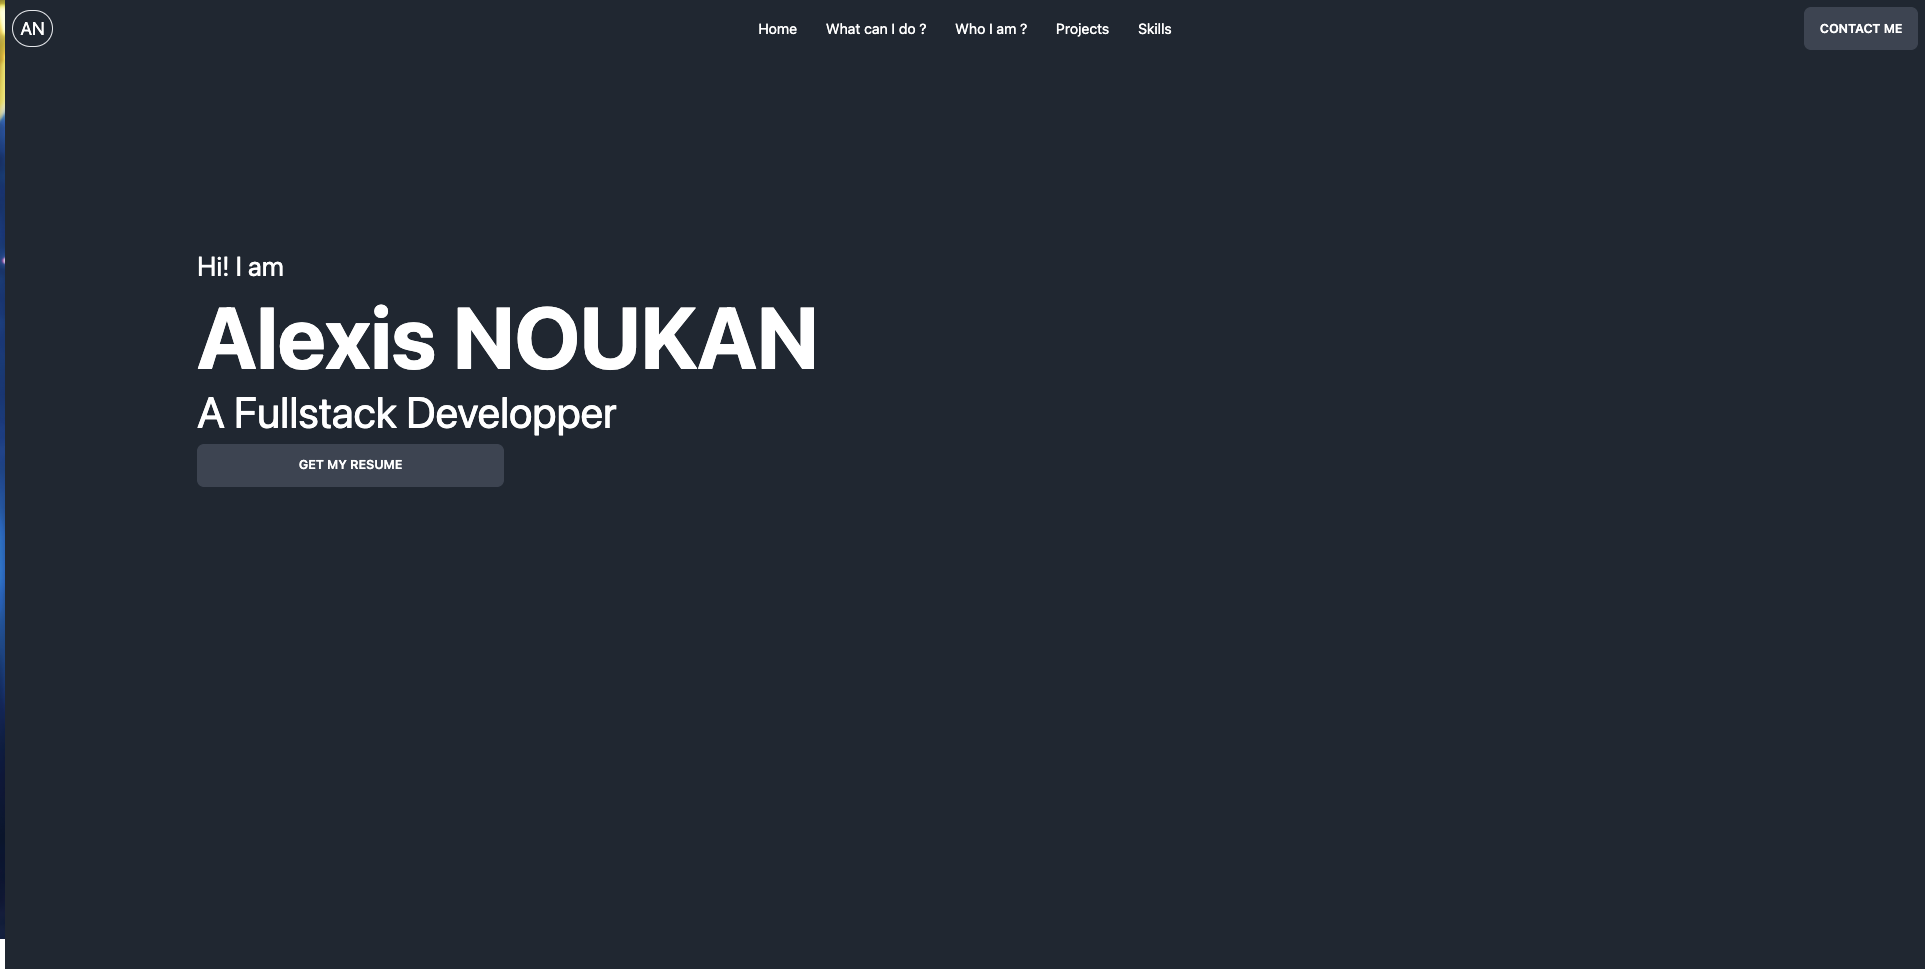 AN
Home
What can I do ?
Who I am ?
Projects
Skills
CONTACT ME
Hi! I am
Alexis NOUKAN
A Fullstack Developper
GET MY RESUME